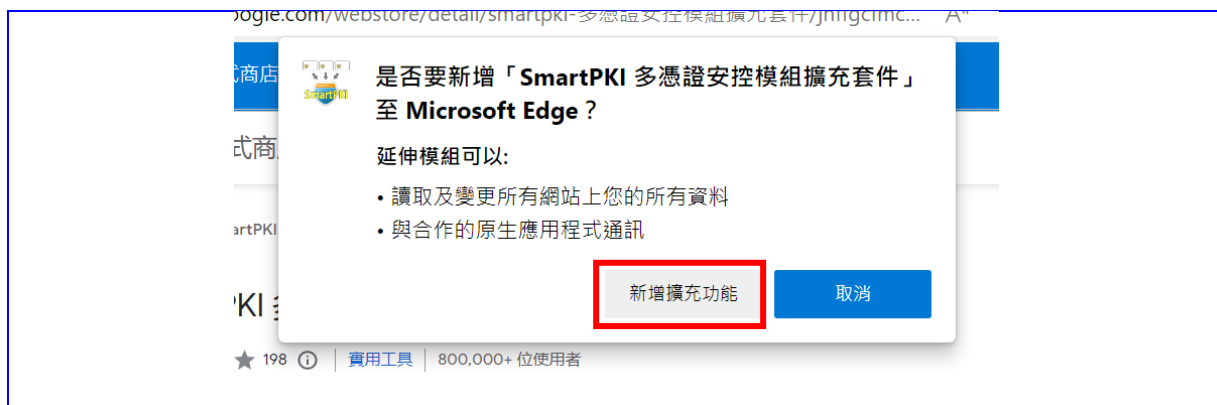 oogle.com/webstore/detail/smartpki-多憑證安控模組擴充套件/jhffgcfmc... A
式商店
SmartPKI
是否要新增「SmartPKI 多憑證安控模組擴充套件」
至 Microsoft Edge？
式商
延伸模組可以:
• 讀取及變更所有網站上您的所有資料
• 與合作的原生應用程式通訊
artPKI
新增擴充功能 取消
PKI
198 實用工具 800,000+ 位使用者